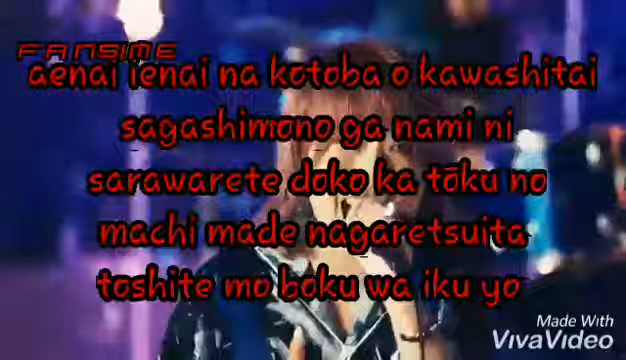 FANSIME
aenai ienai na kotoba o kawashitai
sagashimono ga nami ni
sarawarete doko ka tōku no
machi made nagaretsuita
toshite mo boku wa iku yo
Made With
VivaVideo